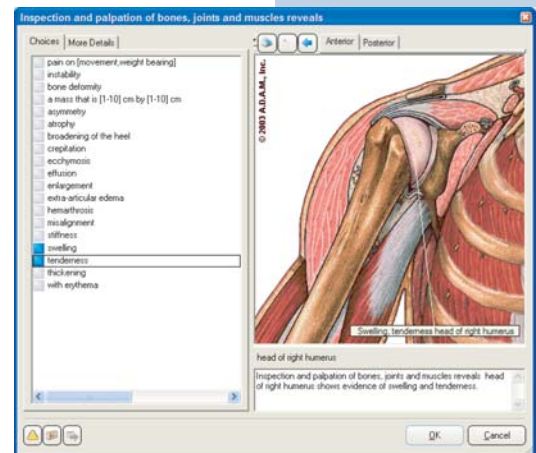 Inspection and palpation of bones, joints and muscles reveals
Choices
More Details
Anterior
Posterior
pain on [movement,weight bearing]
instability
bone deformity
a mass that is [1-10] cm by [1-10] cm
asymmetry
atrophy
broadening of the heel
crepitation
ecchymosis
effusion
enlargement
extra-articular edema
hemarthrosis
misalignment
stiffness
swelling
tenderness
thickening
with erythema
© 2003 A.D.A.M., Inc.
Swelling, tenderness head of right humerus
head of right humerus
Inspection and palpation of bones, joints and muscles reveals head
of right humerus shows evidence of swelling and tenderness.
OK
Cancel